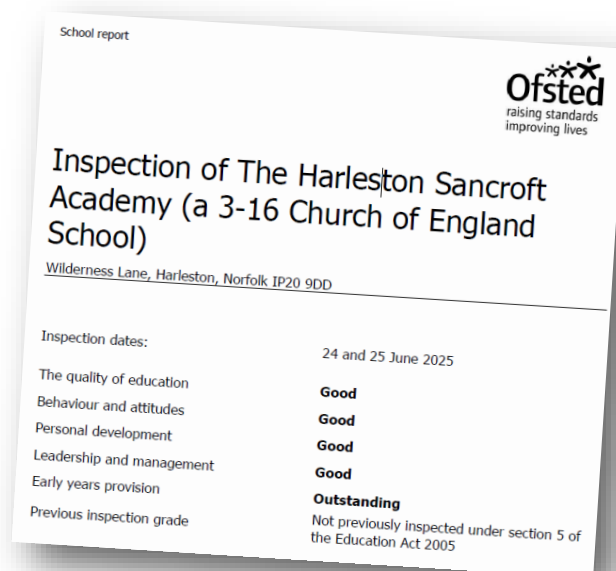 School report
Ofsted
raising standards
improving lives
Inspection of The Harleston Sancroft
Academy (a 3-16 Church of England
School)
Wilderness Lane, Harleston, Norfolk IP20 9DD
Inspection dates: 24 and 25 June 2025
The quality of education Good
Behaviour and attitudes Good
Personal development Good
Leadership and management Good
Early years provision Outstanding
Previous inspection grade Not previously inspected under section 5 of
the Education Act 2005